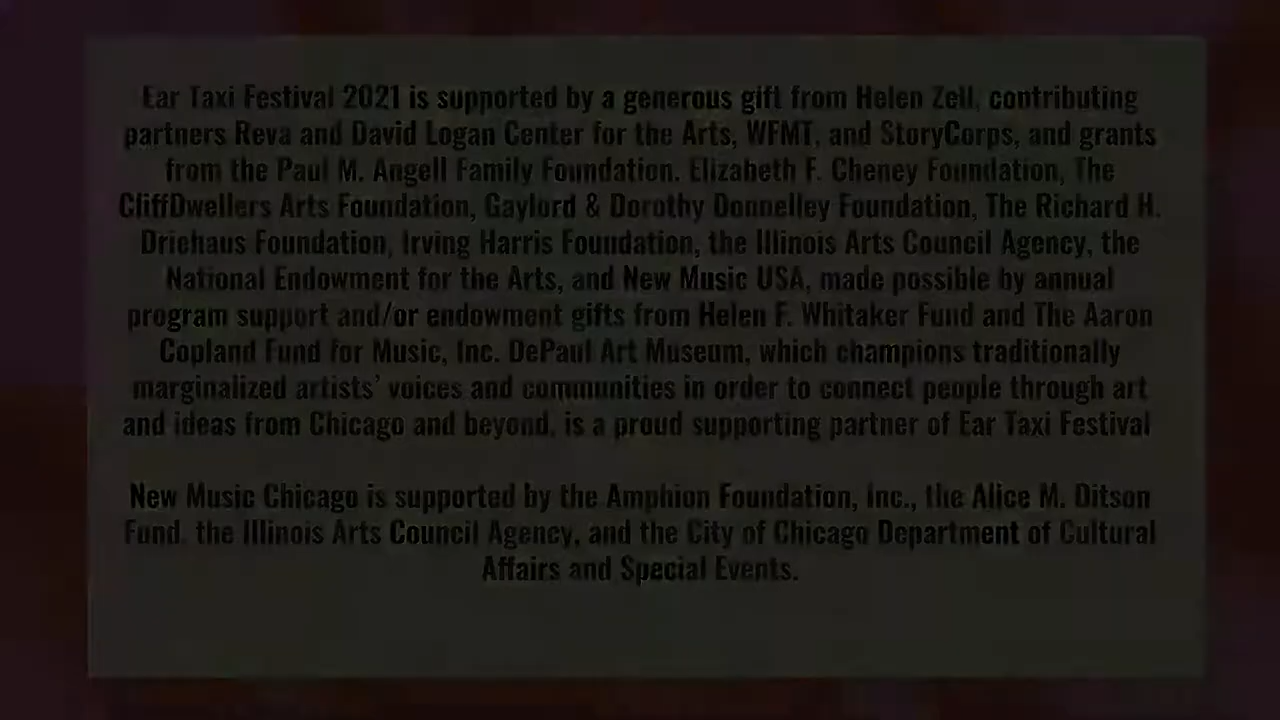 Ear Taxi Festival 2021 is supported by a generous gift from Helen Zell, contributing
partners Reva and David Logan Center for the Arts, WFMT, and StoryCorps, and grants
from the Paul M. Angell Family Foundation, Elizabeth F. Cheney Foundation, The
CliffDwellers Arts Foundation, Gaylord & Dorothy Donnelley Foundation, The Richard H.
Driehaus Foundation, Irving Harris Foundation, the Illinois Arts Council Agency, the
National Endowment for the Arts, and New Music USA, made possible by annual
program support and/or endowment gifts from Helen F. Whitaker Fund and The Aaron
Copland Fund for Music, Inc. DePaul Art Museum, which champions traditionally
marginalized artists’ voices and communities in order to connect people through art
and ideas from Chicago and beyond, is a proud supporting partner of Ear Taxi Festival
New Music Chicago is supported by the Amphion Foundation, Inc., the Alice M. Ditson
Fund, the Illinois Arts Council Agency, and the City of Chicago Department of Cultural
Affairs and Special Events.